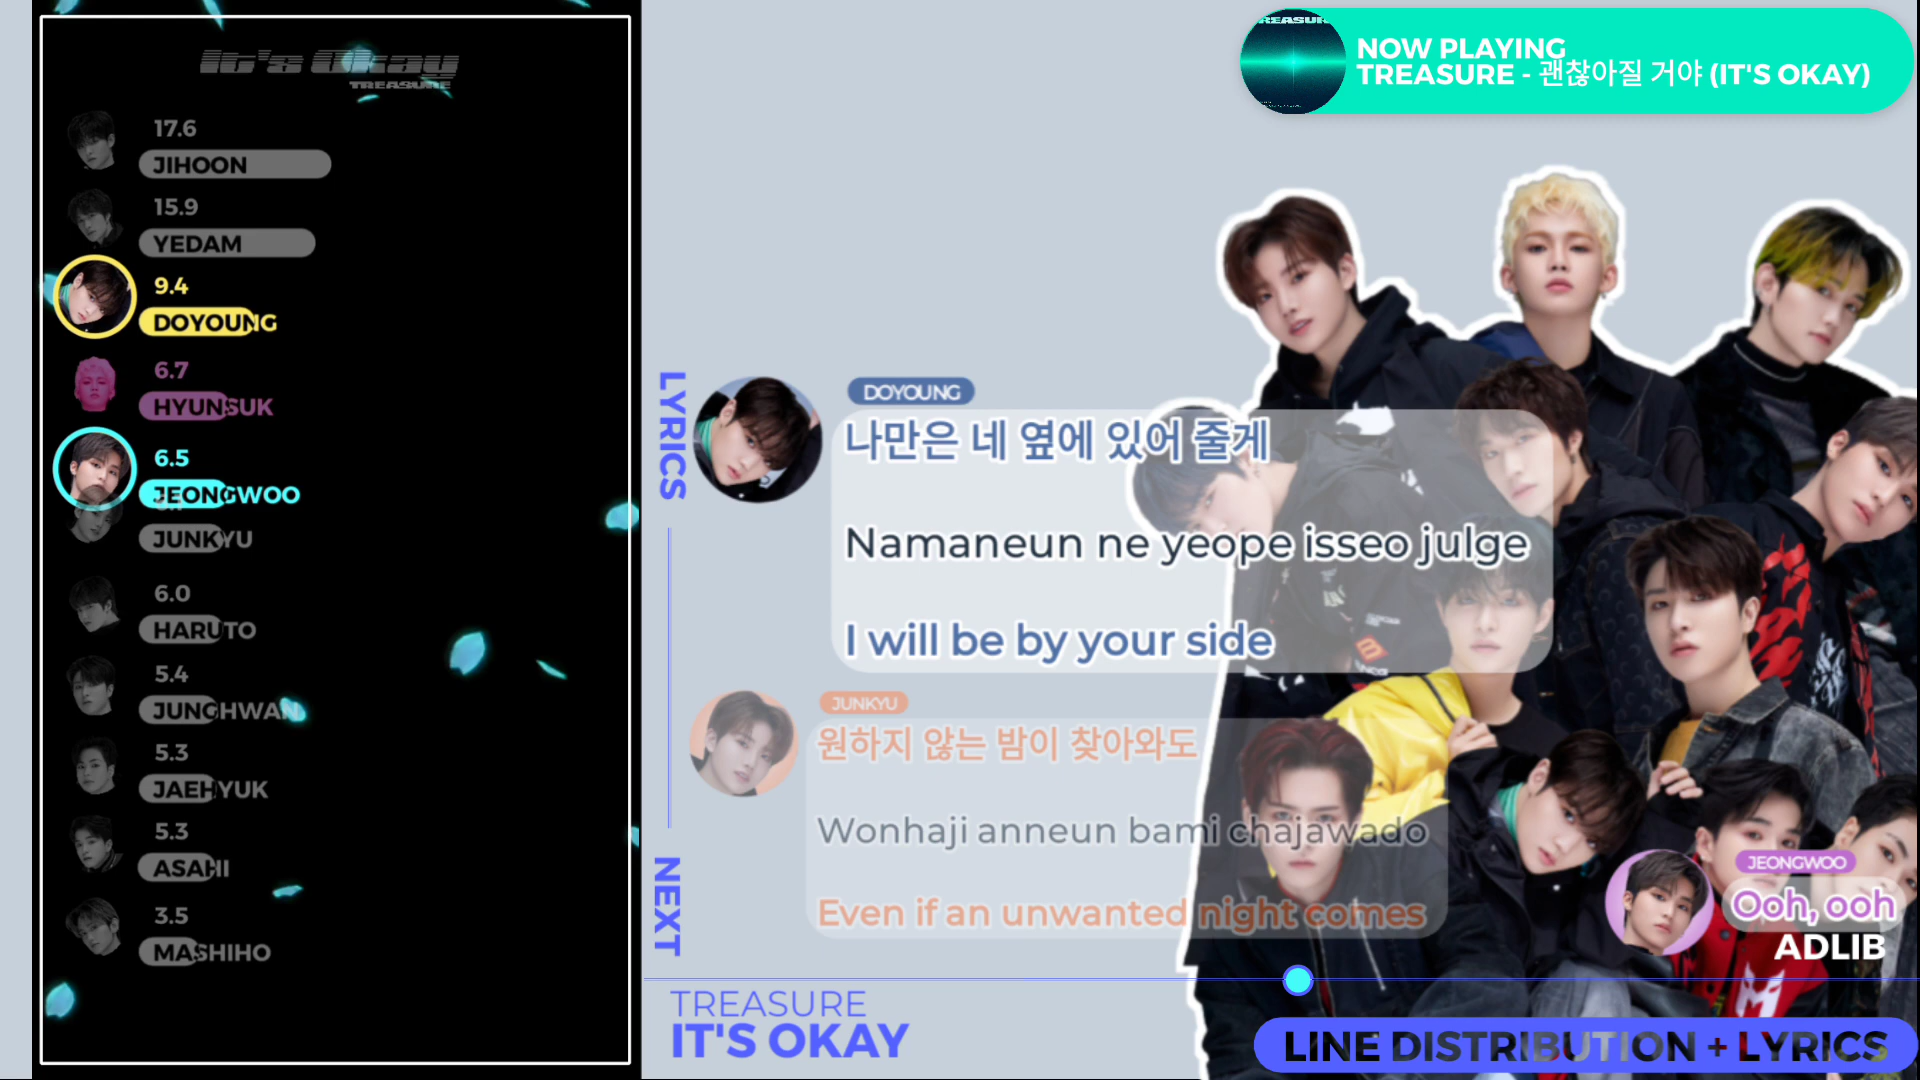 It's Okay
TREASURE
17.6
JIHOON
15.9
YEDAM
9.4
DOYOUNG
6.7
HYUNSUK
6.5
JEONGWOO
JUNKYU
6.0
HARUTO
5.4
JUNGHWAN
5.3
JAEHYUK
5.3
ASAHI
3.5
MASHIHO
TREASURE
NOW PLAYING
TREASURE - 괜찮아질 거야 (IT'S OKAY)
LYRICS
DOYOUNG
나만은 네 옆에 있어 줄게
Namaneun ne yeope isseo julge
I will be by your side
NEXT
JUNKYU
원하지 않는 밤이 찾아와도
Wonhaji anneun bami chajawado
Even if an unwanted night comes
JEONGWOO
Ooh, ooh
ADLIB
TREASURE
IT'S OKAY
LINE DISTRIBUTION + LYRICS